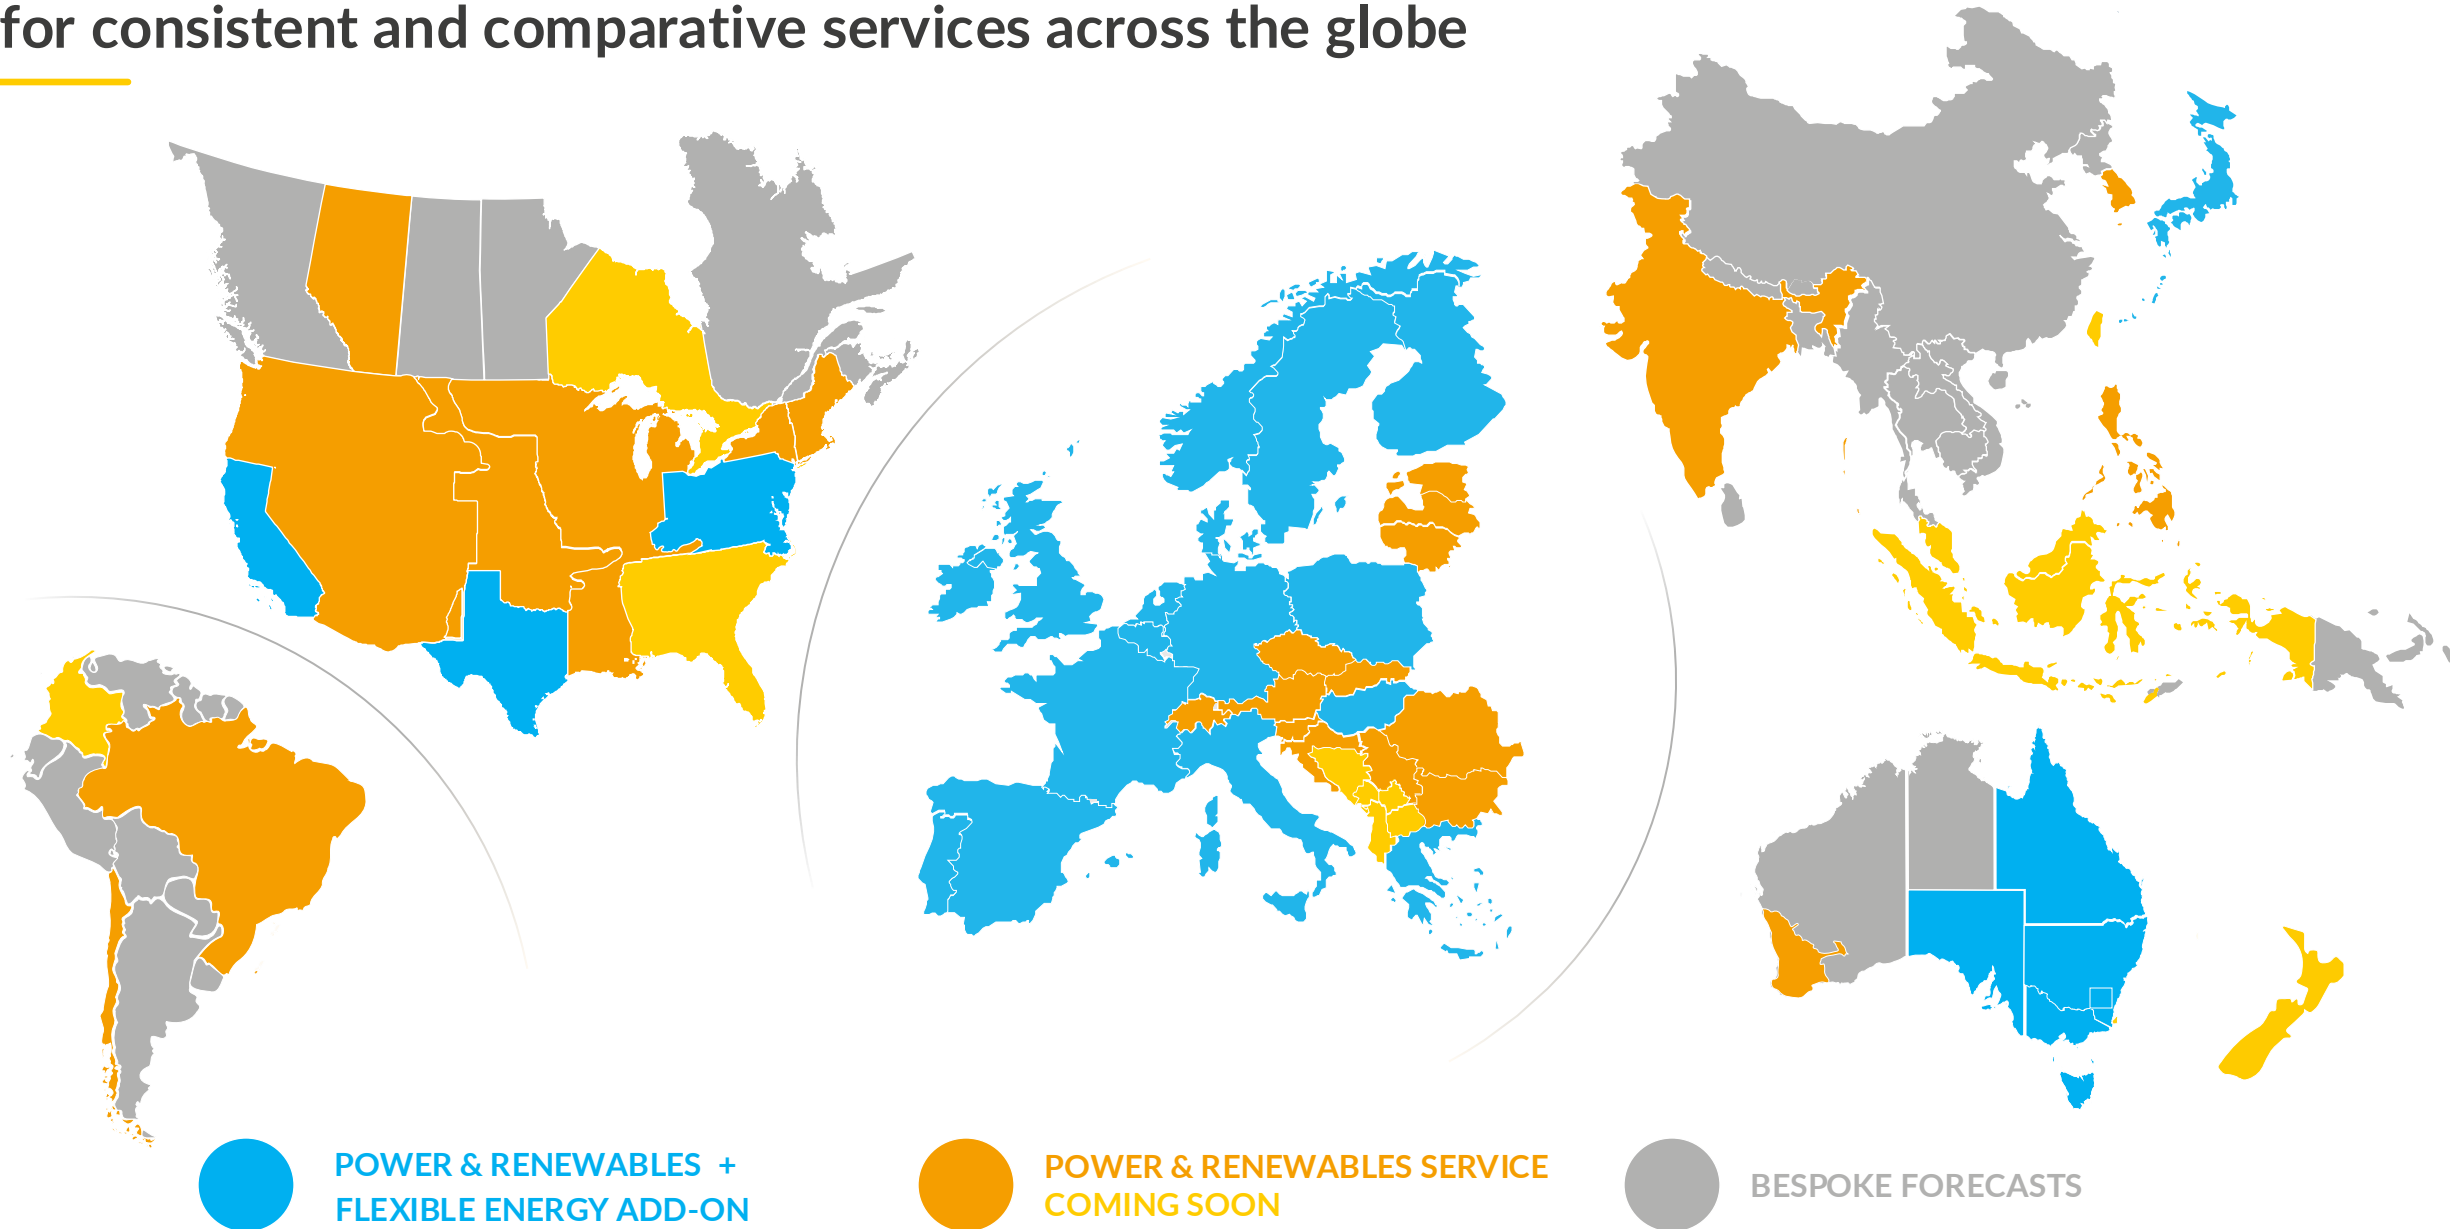 for consistent and comparative services across the globe
POWER & RENEWABLES +
FLEXIBLE ENERGY ADD-ON
POWER & RENEWABLES SERVICE
COMING SOON
BESPOKE FORECASTS